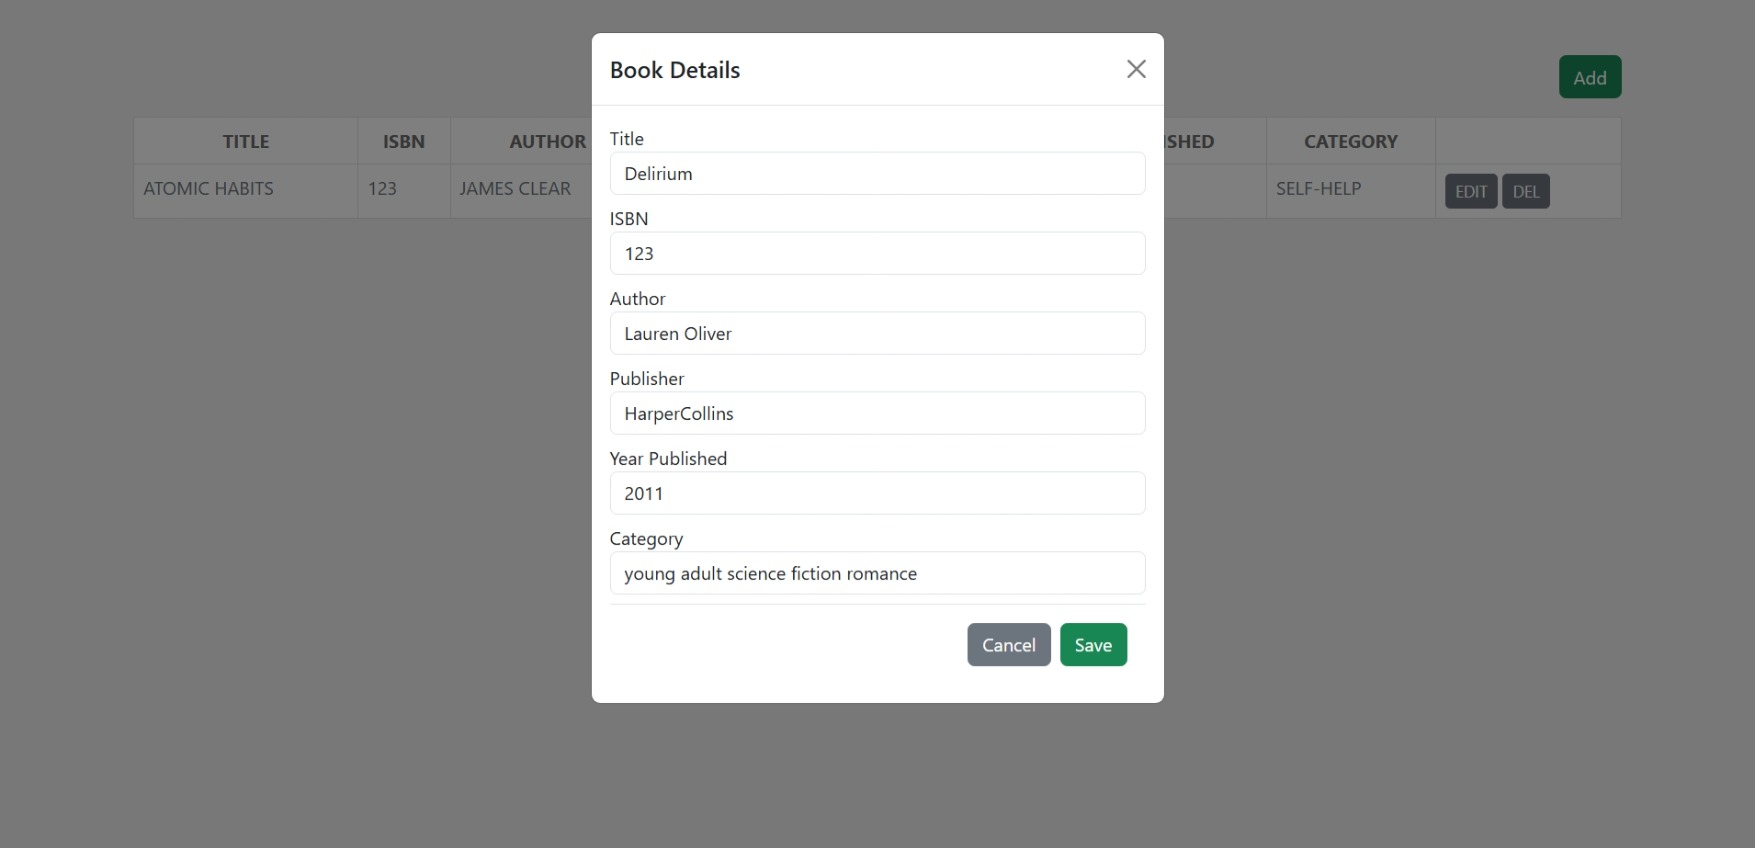 Book Details
Add
TITLE ISBN AUTHOR ISHED CATEGORY
ATOMIC HABITS 123 JAMES CLEAR SELF-HELP EDIT DEL
Title
Delirium
ISBN
123
Author
Lauren Oliver
Publisher
HarperCollins
Year Published
2011
Category
young adult science fiction romance
Cancel Save